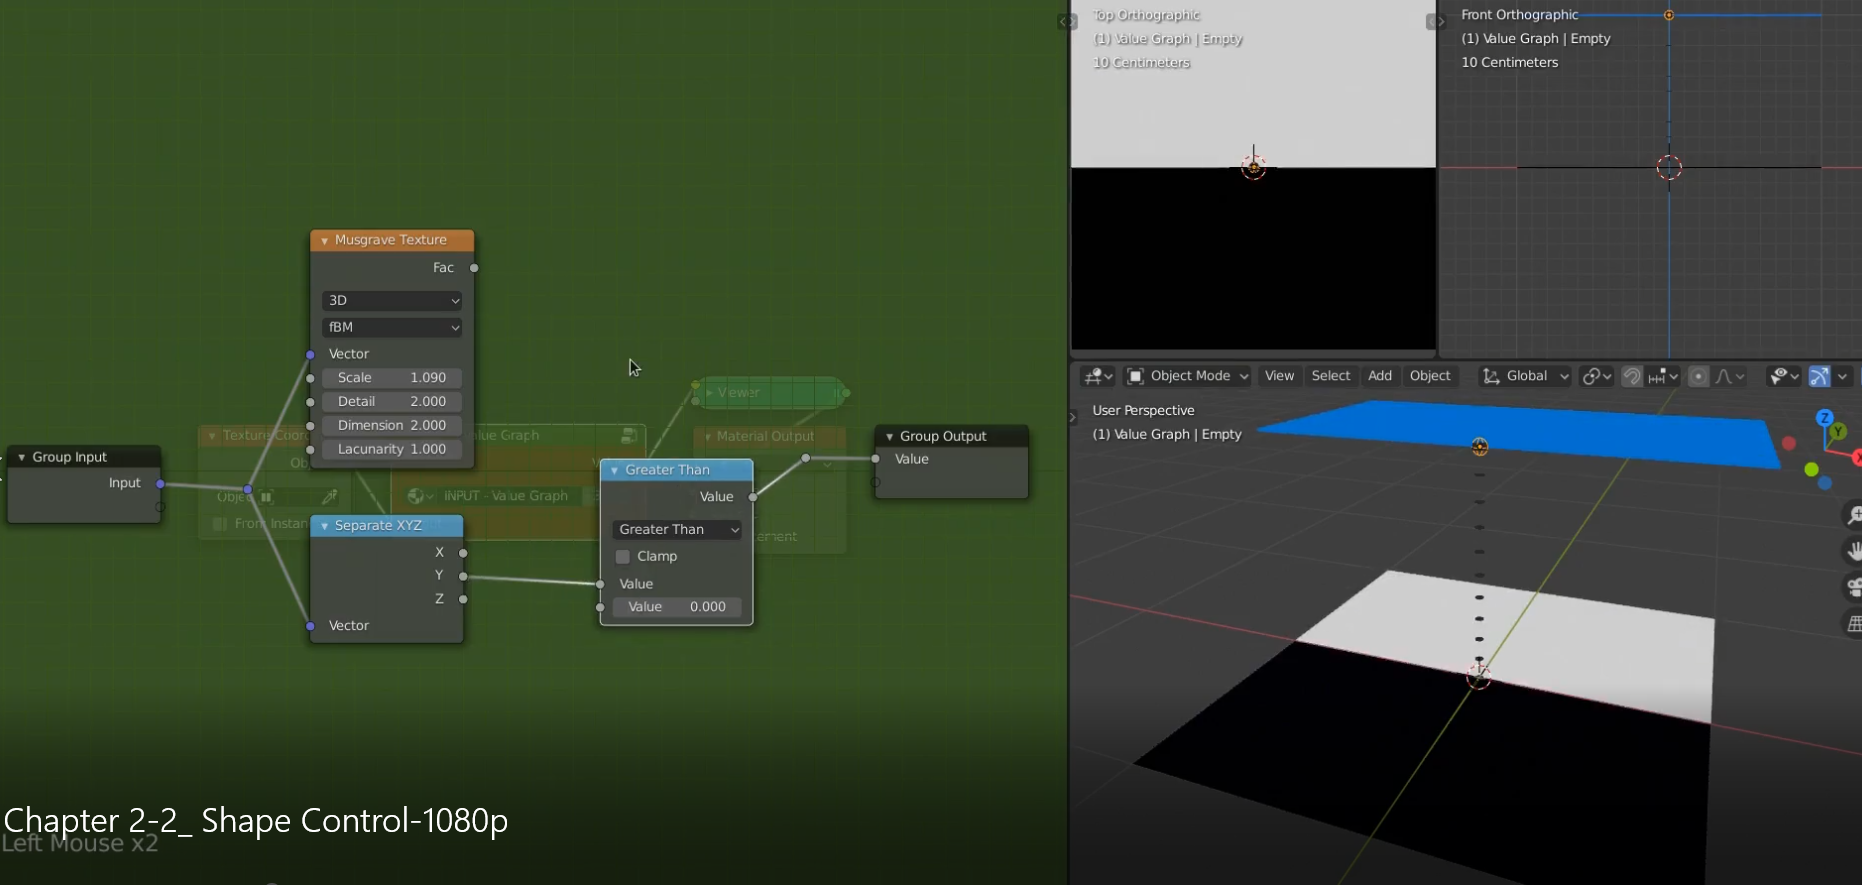 Top Orthographic
(1) Value Graph | Empty
10 Centimeters
Front Orthographic
(1) Value Graph | Empty
10 Centimeters
Musgrave Texture
Fac
3D
fBM
Vector
Scale 1.090
Detail 2.000
Dimension 2.000
Lacunarity 1.000
Viewer
Material Output
Group Output
Value
Group Input
Input
Greater Than
Value
Greater Than
Clamp
Value
Value 0.000
INPUT - Value Graph
From Instan
Separate XYZ
X
Y
Z
Vector
Object Mode
View
Select
Add
Object
Global
User Perspective
(1) Value Graph | Empty
Z
Y
X
Chapter 2-2_ Shape Control-1080p
Left Mouse x2